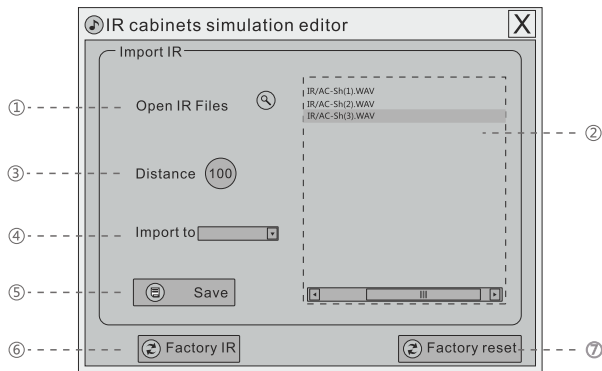 IR cabinets simulation editor
X
Import IR
① Open IR Files
IR/AC-Sh(1).WAV
IR/AC-Sh(2).WAV
IR/AC-Sh(3).WAV
②
③ Distance 100
④ Import to
⑤ Save
⑥ Factory IR
Factory reset ⑦